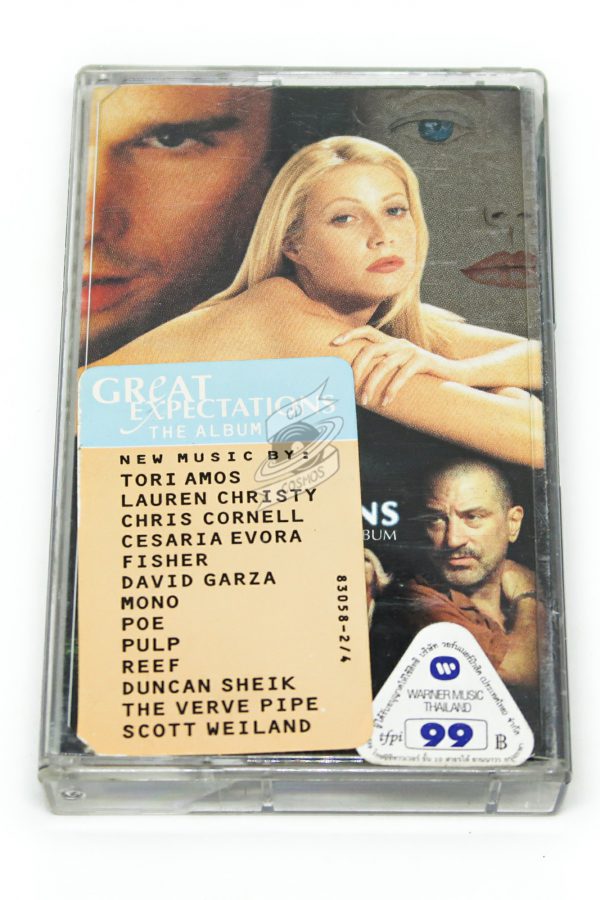 GREAT
EXPECTATIONS
THE ALBUM
NEW MUSIC BY:
TORI AMOS
LAUREN CHRISTY
CHRIS CORNELL
CESARIA EVORA
FISHER
DAVID GARZA
MONO
POE
PULP
REEF
DUNCAN SHEIK
THE VERVE PIPE
SCOTT WEILAND
83058-2/4
CD
COSMOS
NS
BUM
WARNER MUSIC
THAILAND
tfpi 99 ฿